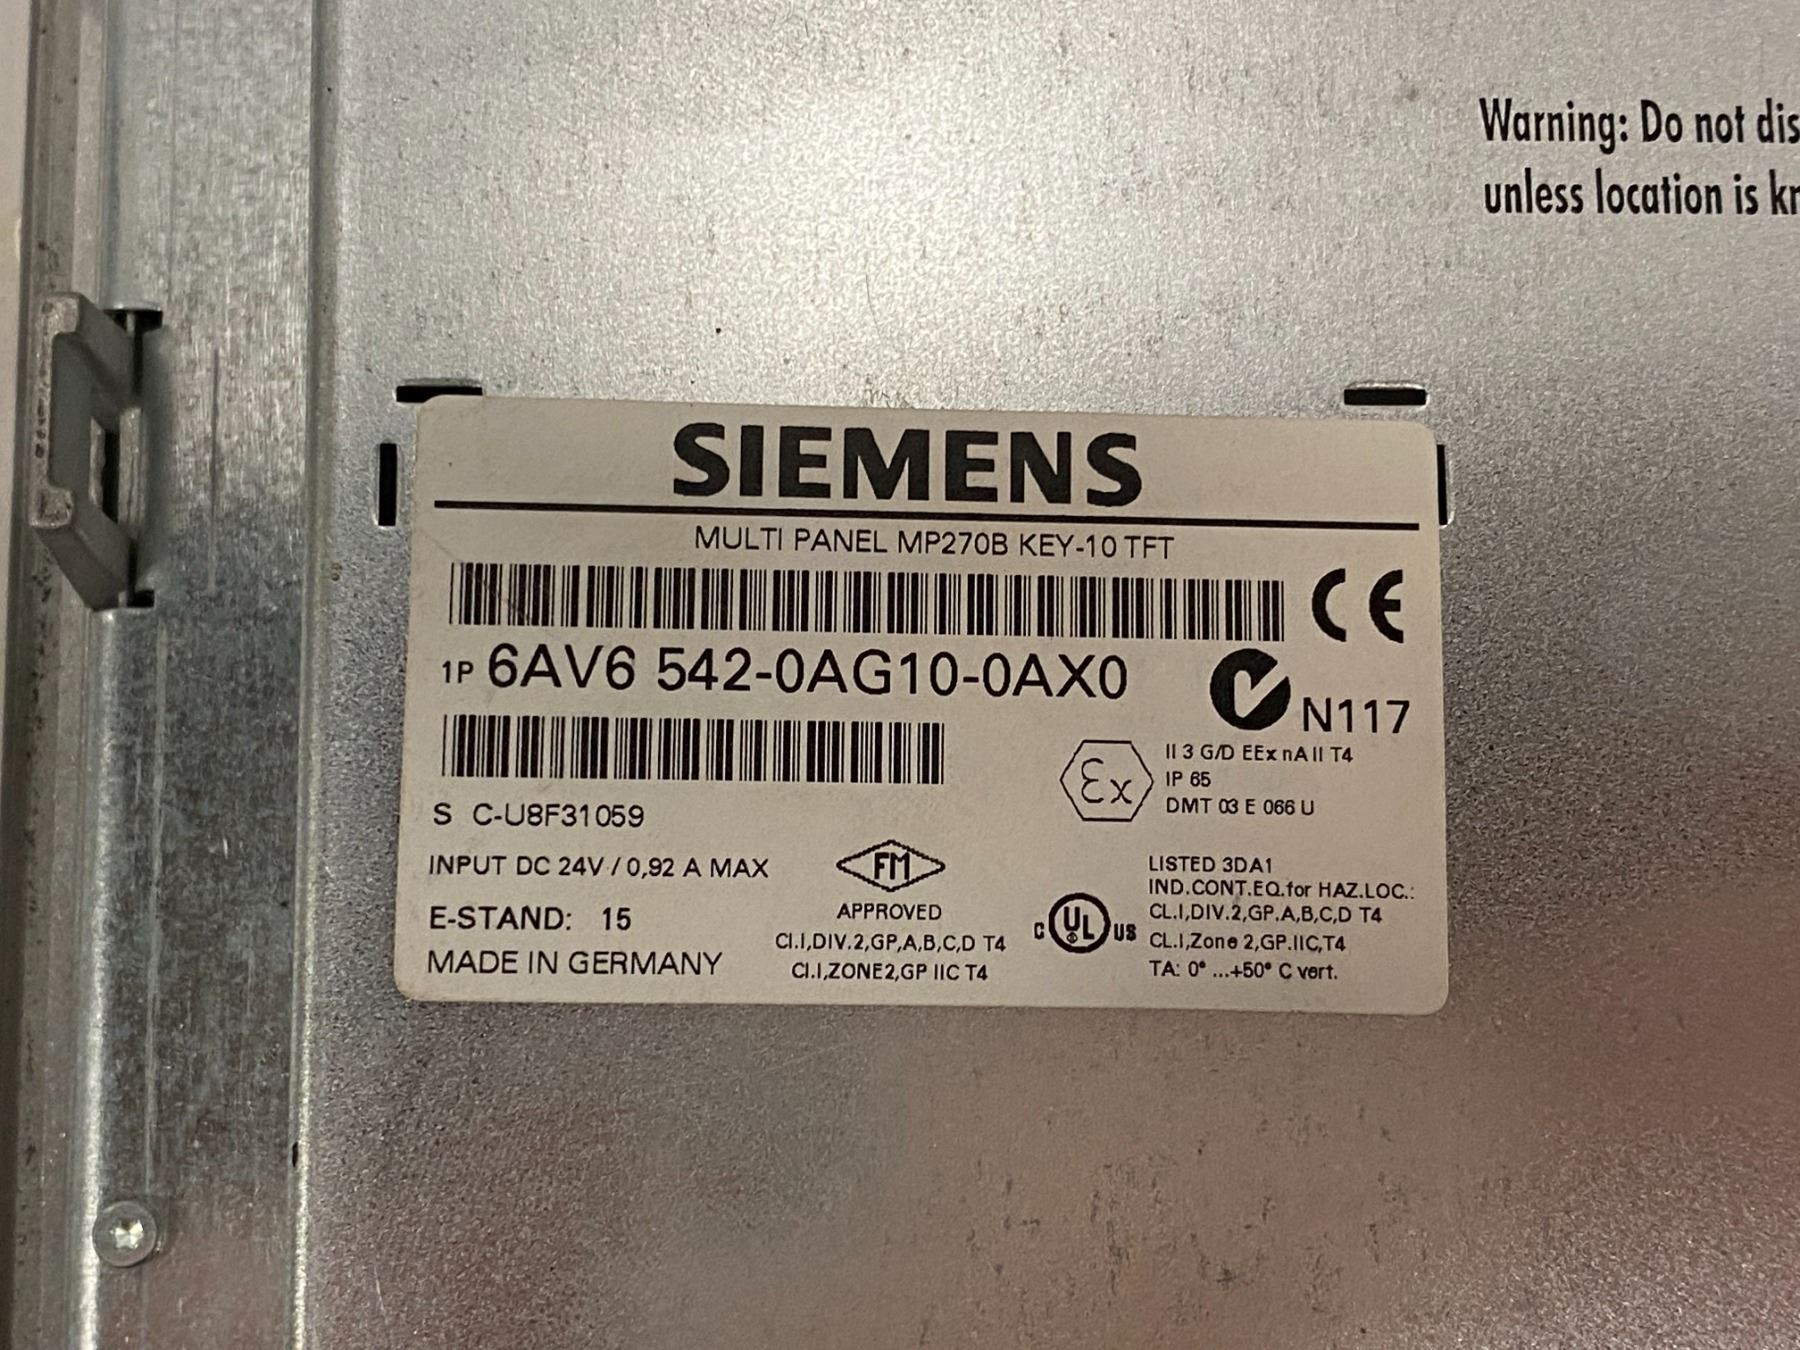 Warning: Do not dis
unless location is kn
SIEMENS
MULTI PANEL MP270B KEY-10 TFT
CE
1P 6AV6 542-0AG10-0AX0
N117
Ex
II 3 G/D EEx nA II T4
IP 65
DMT 03 E 066 U
S C-U8F31059
INPUT DC 24V / 0,92 A MAX
E-STAND: 15
MADE IN GERMANY
FM
APPROVED
Cl.I,DIV.2,GP,A,B,C,D T4
Cl.I,ZONE2,GP IIC T4
C UL US
LISTED 3DA1
IND.CONT.EQ.for HAZ.LOC.:
CL.I,DIV.2,GP.A,B,C,D T4
CL.I,Zone 2,GP.IIC,T4
TA: 0° ...+50° C vert.